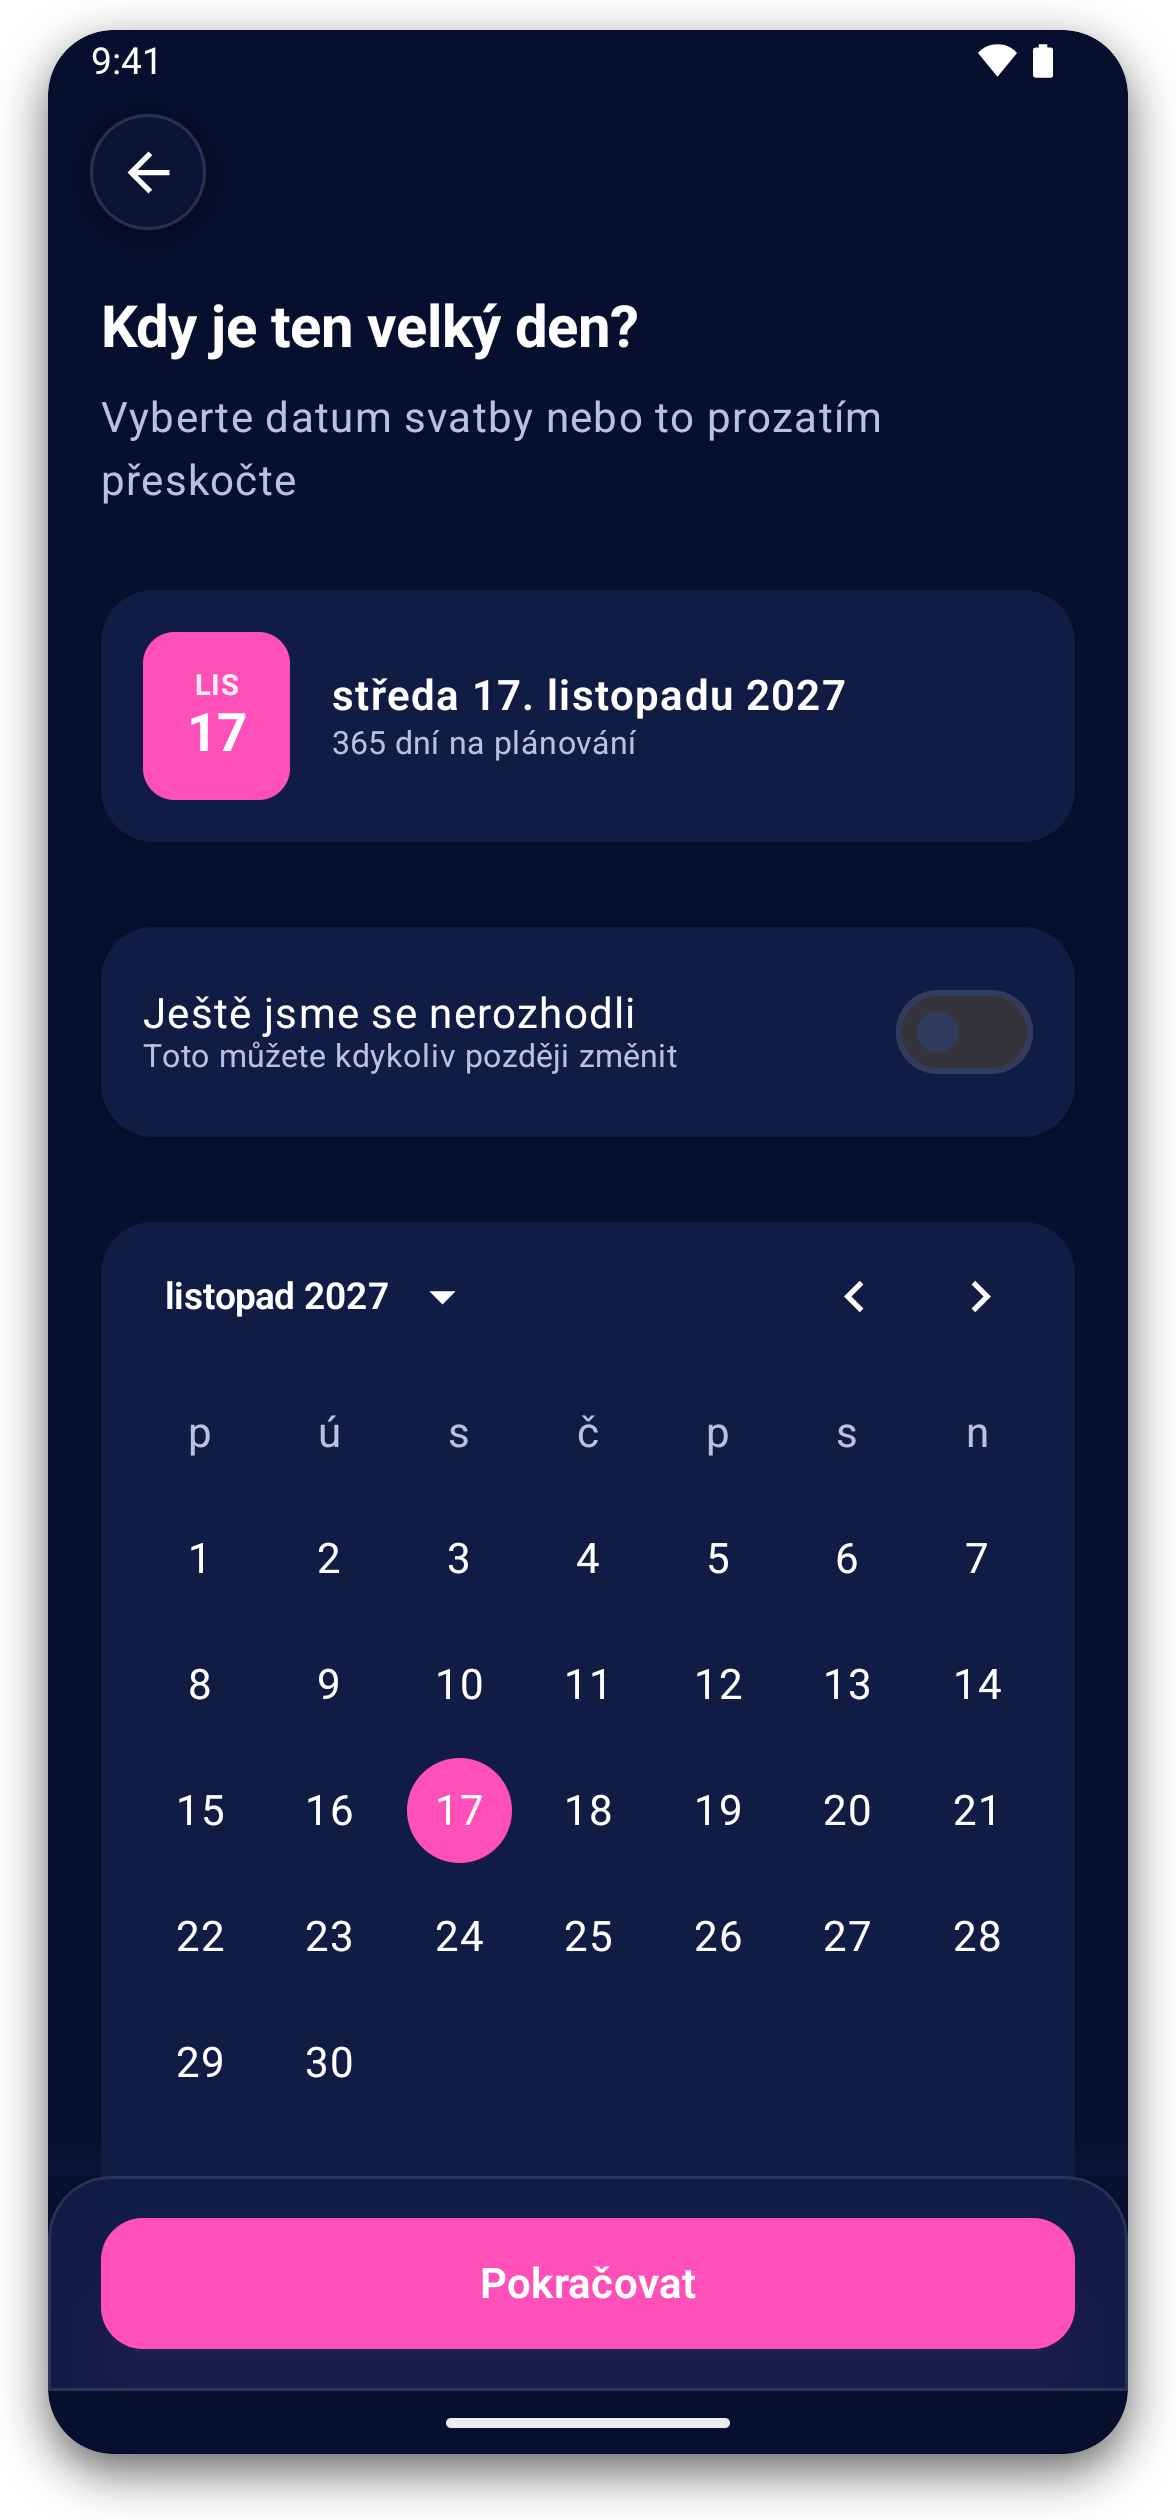 9:41
Kdy je ten velký den?
Vyberte datum svatby nebo to prozatím
přeskočte
LIS
17
středa 17. listopadu 2027
365 dní na plánování
Ještě jsme se nerozhodli
Toto můžete kdykoliv později změnit
listopad 2027
p ú s č p s n
1 2 3 4 5 6 7
8 9 10 11 12 13 14
15 16 17 18 19 20 21
22 23 24 25 26 27 28
29 30
Pokračovat